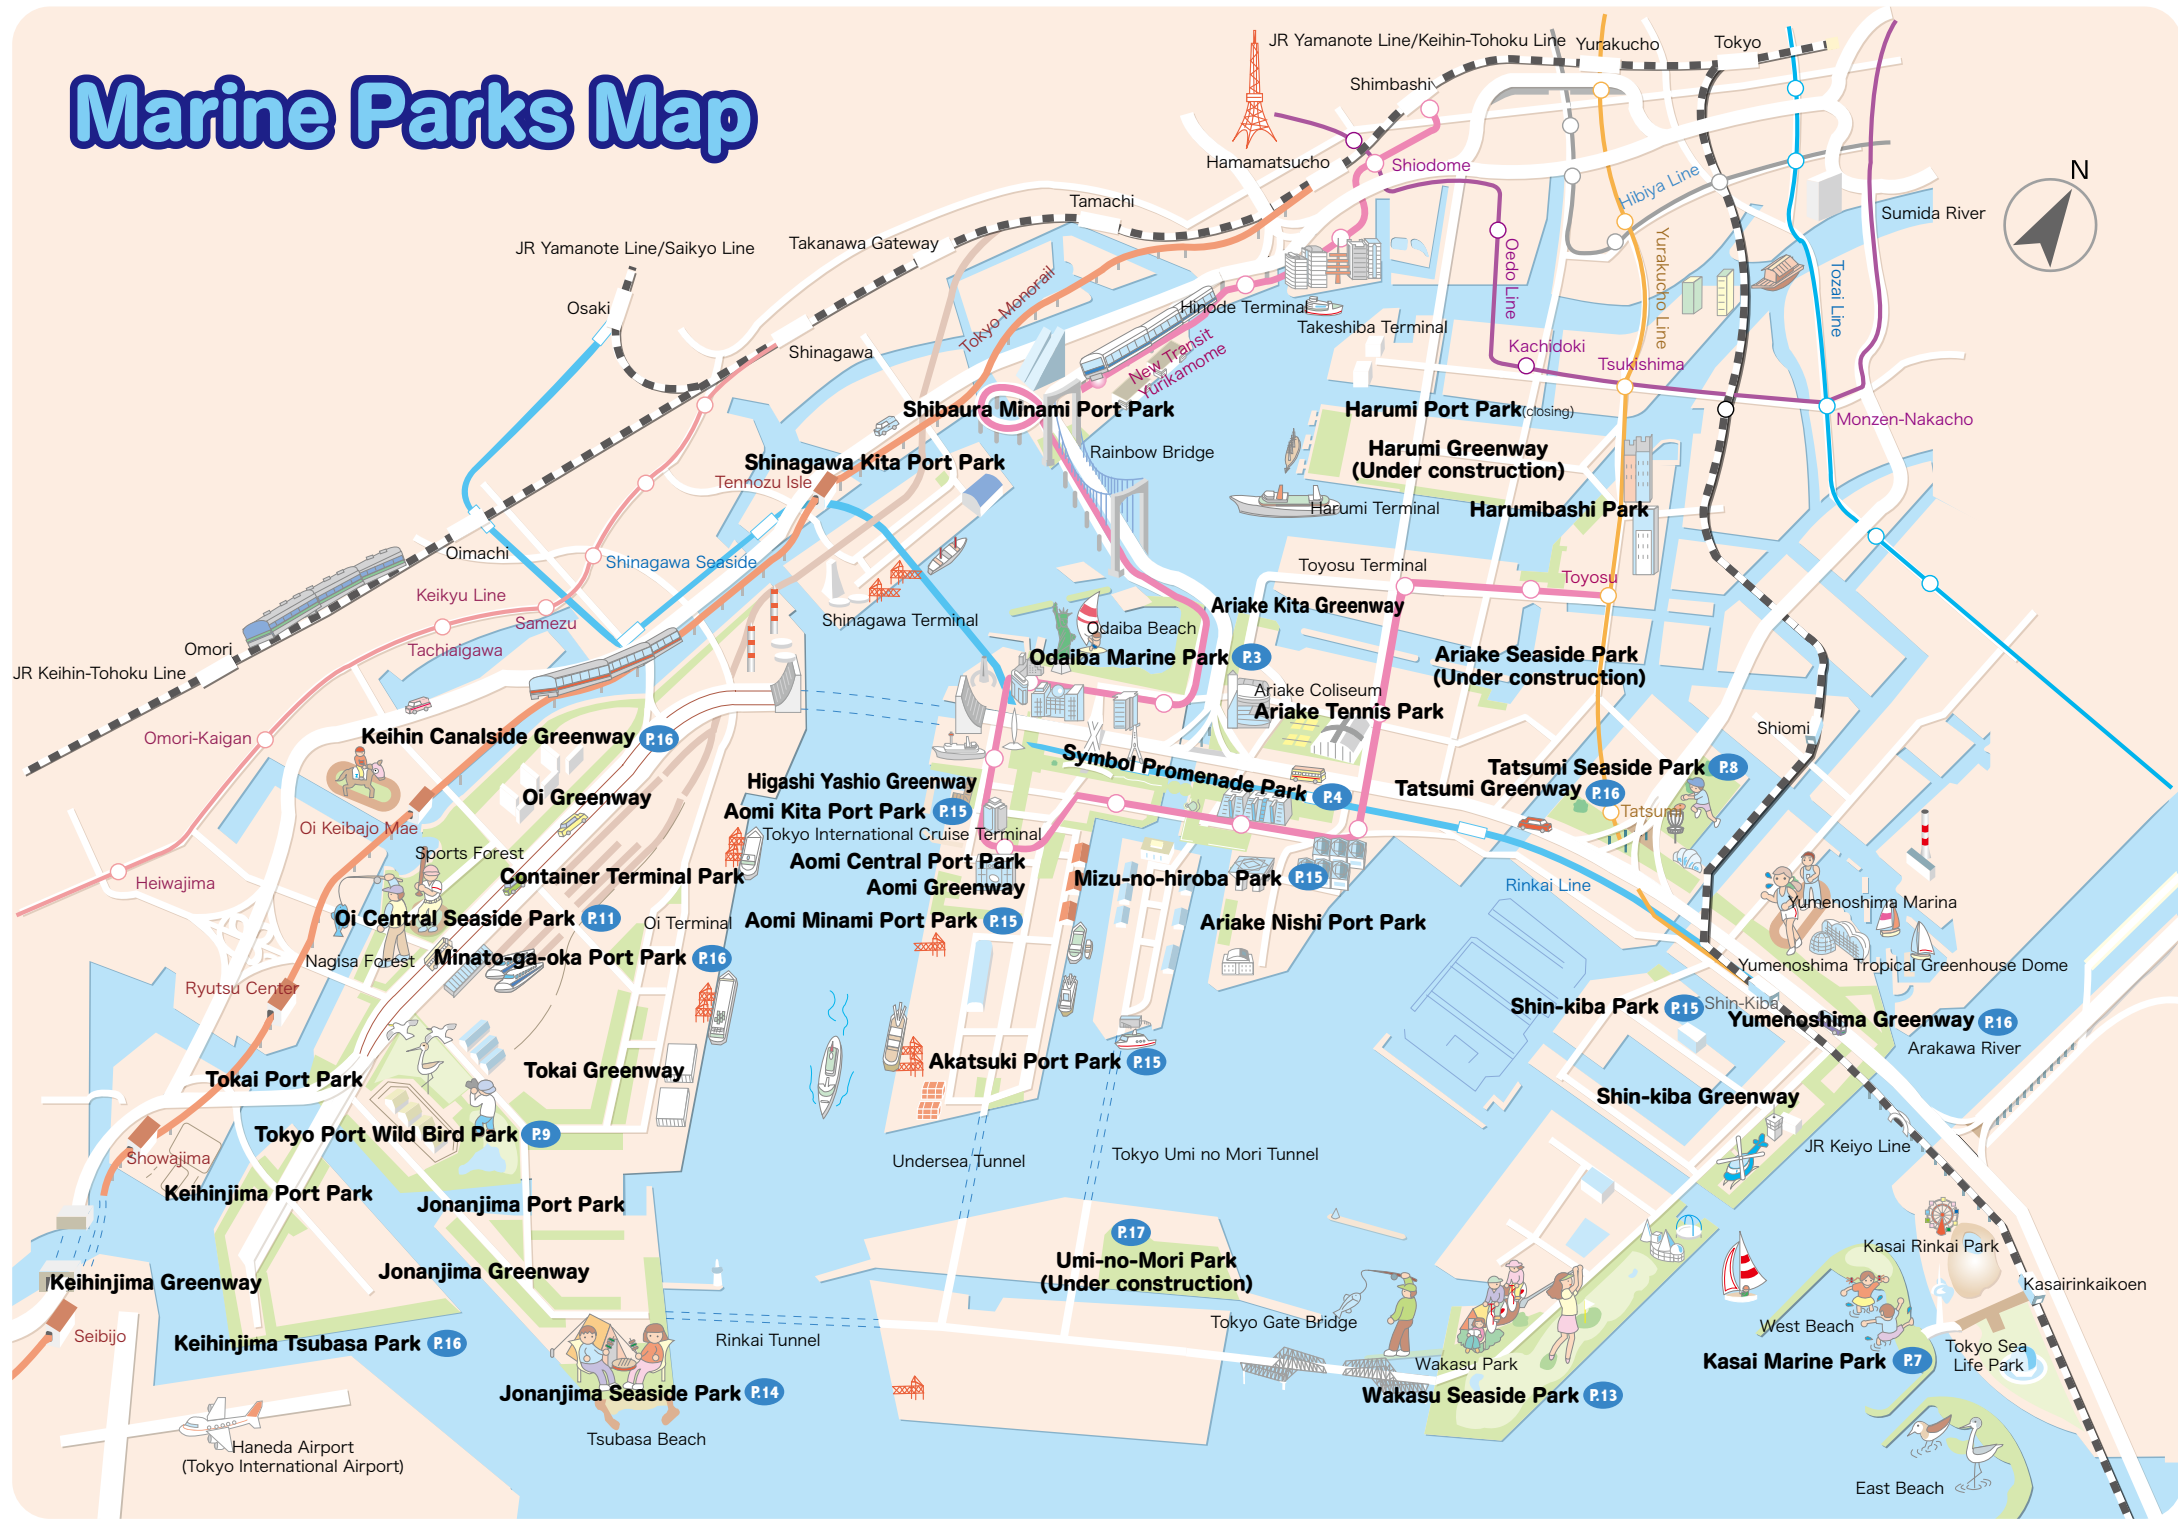 Marine Parks Map
JR Yamanote Line/Keihin-Tohoku Line
Yurakucho
Tokyo
Shimbashi
N
Hamamatsucho
Shiodome
Hibiya Line
Tamachi
Sumida River
Takanawa Gateway
JR Yamanote Line/Saikyo Line
Oedo Line
Yurakucho Line
Tozai Line
Tokyo Monorail
Osaki
Hinode Terminal
Takeshiba Terminal
Shinagawa
New Transit
Yurikamome
Kachidoki
Tsukishima
Shibaura Minami Port Park
Harumi Port Park(closing)
Monzen-Nakacho
Rainbow Bridge
Harumi Greenway
(Under construction)
Shinagawa Kita Port Park
Tennozu Isle
Harumi Terminal
Harumibashi Park
Oimachi
Shinagawa Seaside
Toyosu Terminal
Toyosu
Keikyu Line
Samezu
Shinagawa Terminal
Ariake Kita Greenway
Odaiba Beach
Omori
Tachiaigawa
Odaiba Marine Park P.3
Ariake Seaside Park
(Under construction)
JR Keihin-Tohoku Line
Ariake Coliseum
Ariake Tennis Park
Shiomi
Omori-Kaigan
Keihin Canalside Greenway P.16
Symbol Promenade Park P.4
Tatsumi Seaside Park P.8
Higashi Yashio Greenway
Tatsumi Greenway P.16
Oi Greenway
Aomi Kita Port Park P.15
Tatsumi
Oi Keibajo Mae
Tokyo International Cruise Terminal
Sports Forest
Aomi Central Port Park
Container Terminal Park
Aomi Greenway
Mizu-no-hiroba Park P.15
Heiwajima
Rinkai Line
Yumenoshima Marina
Oi Central Seaside Park P.11
Oi Terminal
Aomi Minami Port Park P.15
Ariake Nishi Port Park
Nagisa Forest
Minato-ga-oka Port Park P.16
Yumenoshima Tropical Greenhouse Dome
Ryutsu Center
Shin-kiba Park P.15
Shin-Kiba
Yumenoshima Greenway P.16
Arakawa River
Akatsuki Port Park P.15
Tokai Port Park
Tokai Greenway
Shin-kiba Greenway
Tokyo Port Wild Bird Park P.9
JR Keiyo Line
Showajima
Undersea Tunnel
Tokyo Umi no Mori Tunnel
Keihinjima Port Park
Jonanjima Port Park
P.17
Umi-no-Mori Park
(Under construction)
Kasai Rinkai Park
Keihinjima Greenway
Jonanjima Greenway
Kasairinkaikoen
Tokyo Gate Bridge
West Beach
Seibijo
Keihinjima Tsubasa Park P.16
Rinkai Tunnel
Tokyo Sea
Life Park
Wakasu Park
Kasai Marine Park P.7
Jonanjima Seaside Park P.14
Wakasu Seaside Park P.13
Tsubasa Beach
Haneda Airport
(Tokyo International Airport)
East Beach